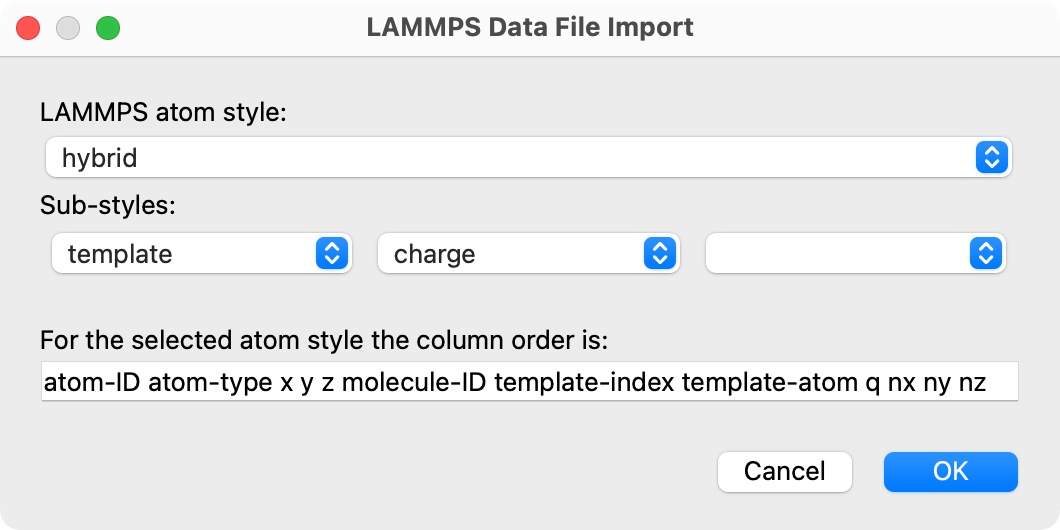 LAMMPS Data File Import
LAMMPS atom style:
hybrid
Sub-styles:
template charge
For the selected atom style the column order is:
atom-ID atom-type x y z molecule-ID template-index template-atom q nx ny nz
Cancel OK